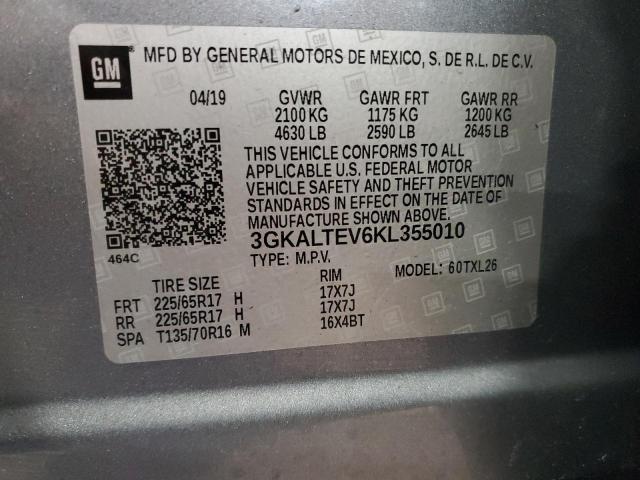 GM
MFD BY GENERAL MOTORS DE MEXICO, S. DE R.L. DE C.V.
04/19 GVWR GAWR FRT GAWR RR
2100 KG 1175 KG 1200 KG
4630 LB 2590 LB 2645 LB
THIS VEHICLE CONFORMS TO ALL
APPLICABLE U.S. FEDERAL MOTOR
VEHICLE SAFETY AND THEFT PREVENTION
STANDARDS IN EFFECT ON THE DATE OF
MANUFACTURE SHOWN ABOVE.
464C
3GKALTEV6KL355010
TYPE: M.P.V. MODEL: 60TXL26
TIRE SIZE RIM
FRT 225/65R17 H 17X7J
RR 225/65R17 H 17X7J
SPA T135/70R16 M 16X4BT